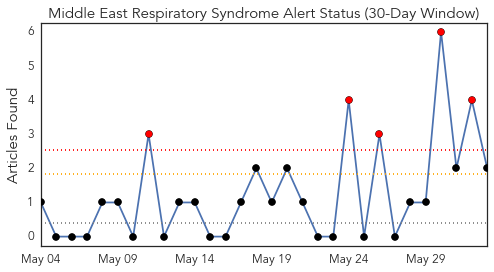 Middle East Respiratory Syndrome Alert Status (30-Day Window)
Articles Found
6
5
4
3
2
1
0
May 04
May 09
May 14
May 19
May 24
May 29